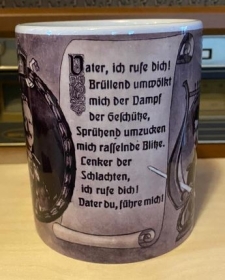 Vater, ich rufe dich!
Brüllend umwölkt
mich der Dampf
der Geschütze,
Sprühend umzucken
mich rasselnde Blitze.
Lenker der
Schlachten,
ich rufe dich!
Vater du, führe mich!